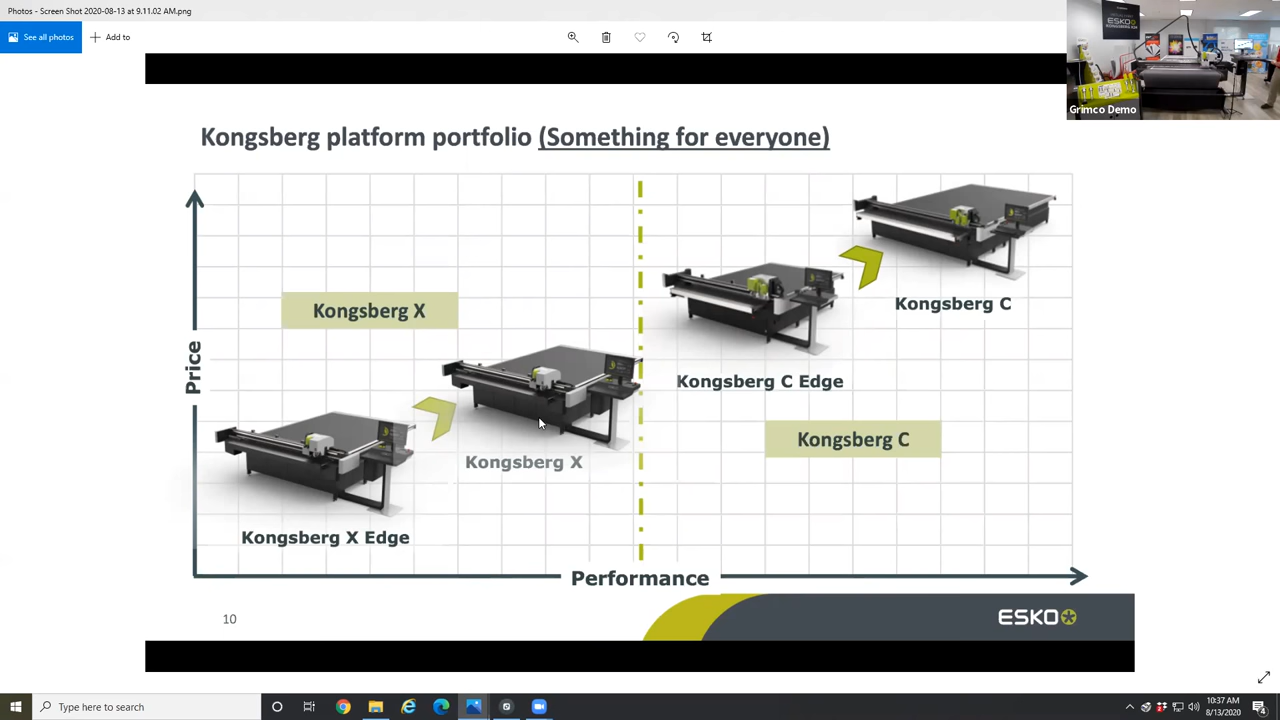 Photos - Screen Shot 2020-08-13 at 9.11.02 AM.png
See all photos
Add to
ESKO
Grimco Demo
Kongsberg platform portfolio (Something for everyone)
Price
Kongsberg X
Kongsberg C
Kongsberg C Edge
Kongsberg C
Kongsberg X
Kongsberg X Edge
Performance
10
ESKO
Type here to search
10:37 AM
8/13/2020
4